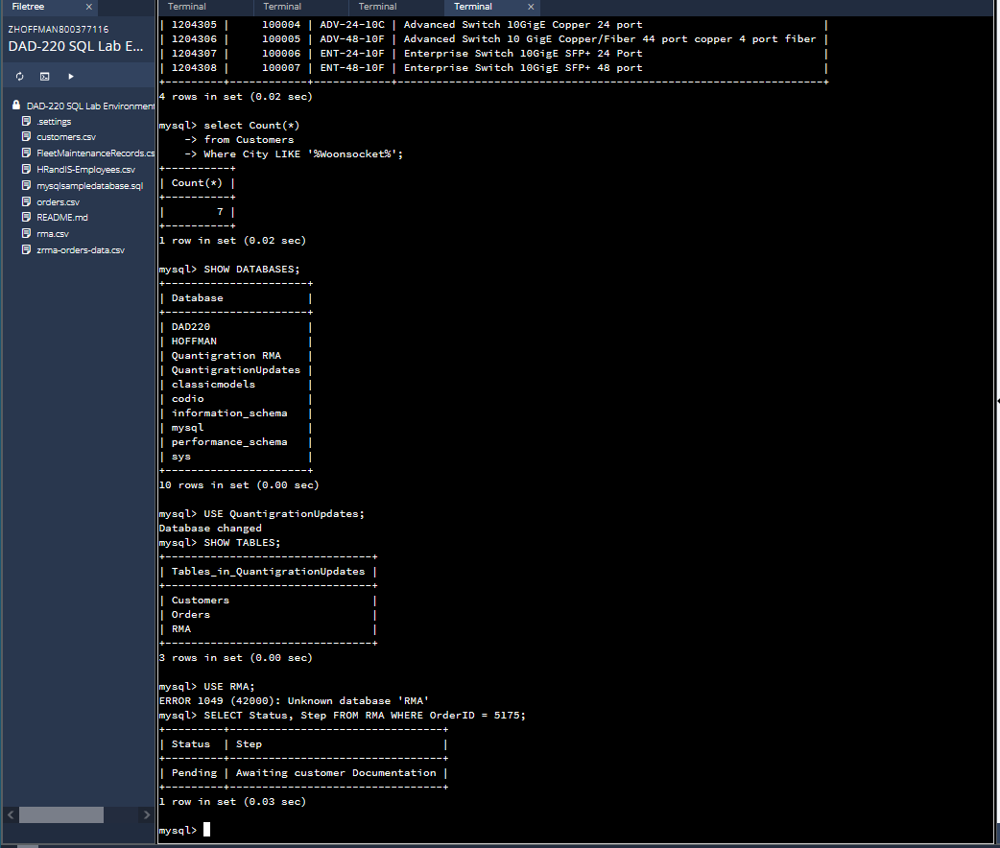 Filetree ×
Terminal Terminal Terminal Terminal ×
ZHOFFMAN800377116
DAD-220 SQL Lab E...
DAD-220 SQL Lab Environment
.settings
customers.csv
FleetMaintenanceRecords.cs
HRandIS-Employees.csv
mysqlsampledatabase.sql
orders.csv
README.md
rma.csv
zrma-orders-data.csv
| 1204305 |     100004 | ADV-24-10C | Advanced Switch 10GigE Copper 24 port                            |
| 1204306 |     100005 | ADV-48-10F | Advanced Switch 10 GigE Copper/Fiber 44 port copper 4 port fiber |
| 1204307 |     100006 | ENT-24-10F | Enterprise Switch 10GigE SFP+ 24 Port                            |
| 1204308 |     100007 | ENT-48-10F | Enterprise Switch 10GigE SFP+ 48 port                            |
+---------+------------+------------+------------------------------------------------------------------+
4 rows in set (0.02 sec)
mysql> select Count(*)
    -> from Customers
    -> Where City LIKE '%Woonsocket%';
+----------+
| Count(*) |
+----------+
|        7 |
+----------+
1 row in set (0.02 sec)
mysql> SHOW DATABASES;
+----------------------+
| Database             |
+----------------------+
| DAD220               |
| HOFFMAN              |
| Quantigration RMA    |
| QuantigrationUpdates |
| classicmodels        |
| codio                |
| information_schema   |
| mysql                |
| performance_schema   |
| sys                  |
+----------------------+
10 rows in set (0.00 sec)
mysql> USE QuantigrationUpdates;
Database changed
mysql> SHOW TABLES;
+--------------------------------+
| Tables_in_QuantigrationUpdates |
+--------------------------------+
| Customers                      |
| Orders                         |
| RMA                            |
+--------------------------------+
3 rows in set (0.00 sec)
mysql> USE RMA;
ERROR 1049 (42000): Unknown database 'RMA'
mysql> SELECT Status, Step FROM RMA WHERE OrderID = 5175;
+---------+---------------------------------+
| Status  | Step                            |
+---------+---------------------------------+
| Pending | Awaiting customer Documentation |
+---------+---------------------------------+
1 row in set (0.03 sec)
mysql>